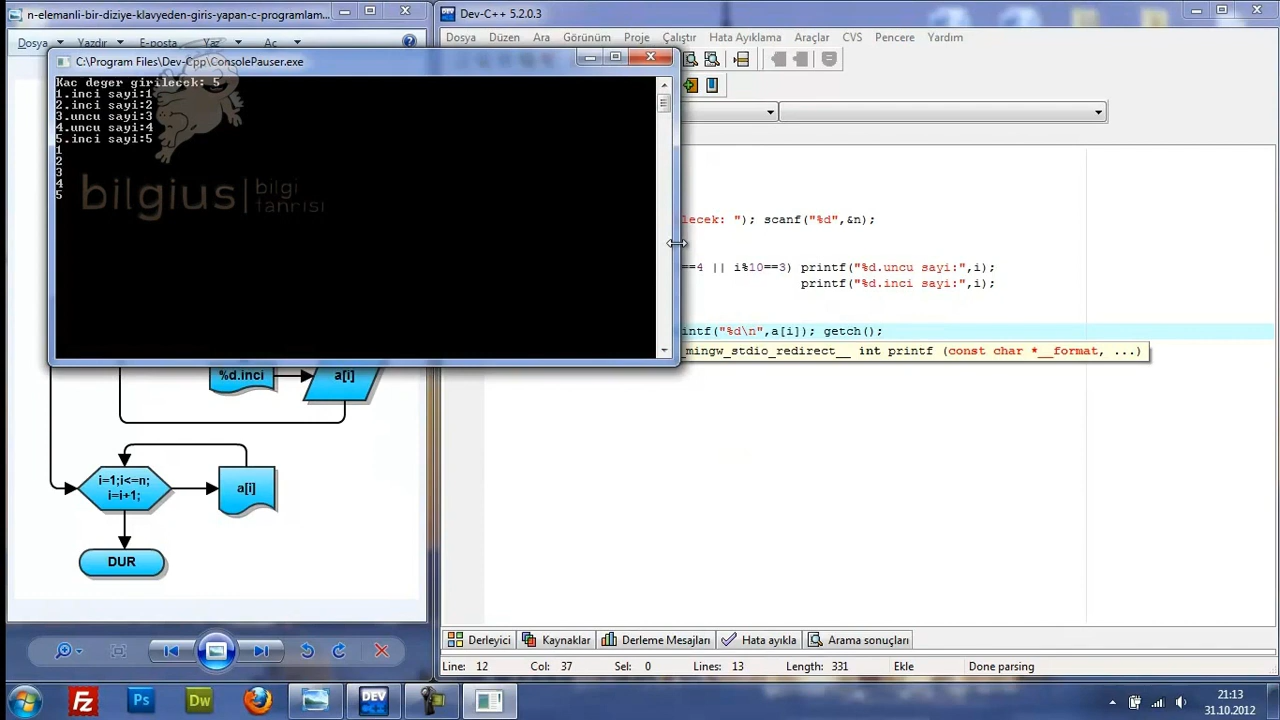 n-elemanli-bir-diziye-klavyeden-giris-yapan-c-programlam...
Dosya Yazdır E-posta Yaz Aç
C:\Program Files\Dev-Cpp\ConsolePauser.exe
Kac deger girilecek: 5
1.inci sayi:1
2.inci sayi:2
3.uncu sayi:3
4.uncu sayi:4
5.inci sayi:5
1
2
3
4
5
bilgius bilgi
tanrısı
%d.inci a[i]
i=1;i<=n;
i=i+1;
a[i]
DUR
Dev-C++ 5.2.0.3
Dosya Düzen Ara Görünüm Proje Çalıştır Hata Ayıklama Araçlar CVS Pencere Yardım
lecek: "); scanf("%d",&n);
==4 || i%10==3) printf("%d.uncu sayi:",i);
printf("%d.inci sayi:",i);
intf("%d\n",a[i]); getch();
_mingw_stdio_redirect__ int printf (const char *__format, ...)
Derleyici Kaynaklar Derleme Mesajları Hata ayıkla Arama sonuçları
Line: 12 Col: 37 Sel: 0 Lines: 13 Length: 331 Ekle Done parsing
Fz Ps Dw DEV
21:13
31.10.2012